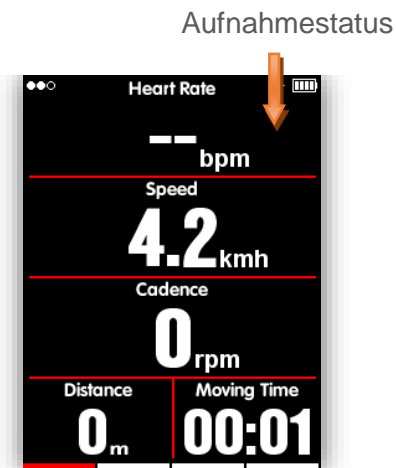 Aufnahmestatus
Heart Rate
-- bpm
Speed
4.2 kmh
Cadence
0 rpm
Distance Moving Time
0 m 00:01